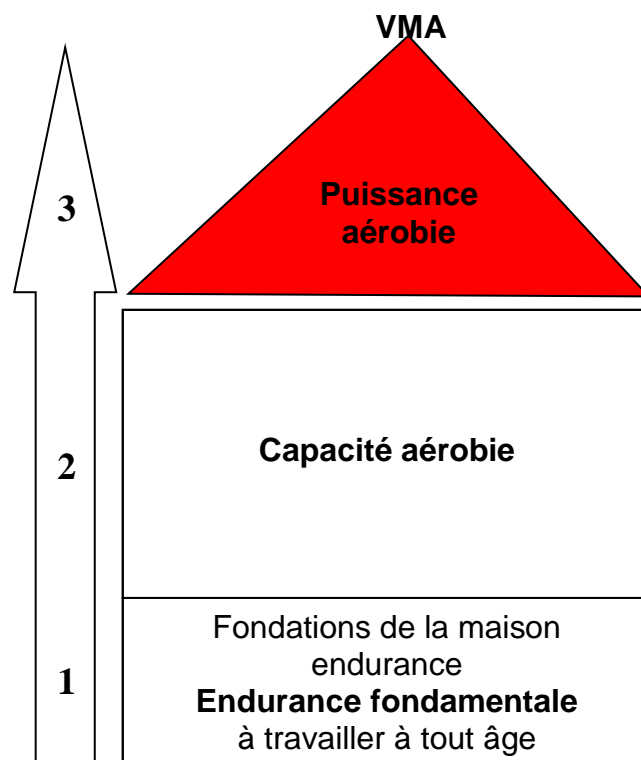 VMA
3
Puissance
aérobie
2
Capacité aérobie
1
Fondations de la maison
endurance
Endurance fondamentale
à travailler à tout âge